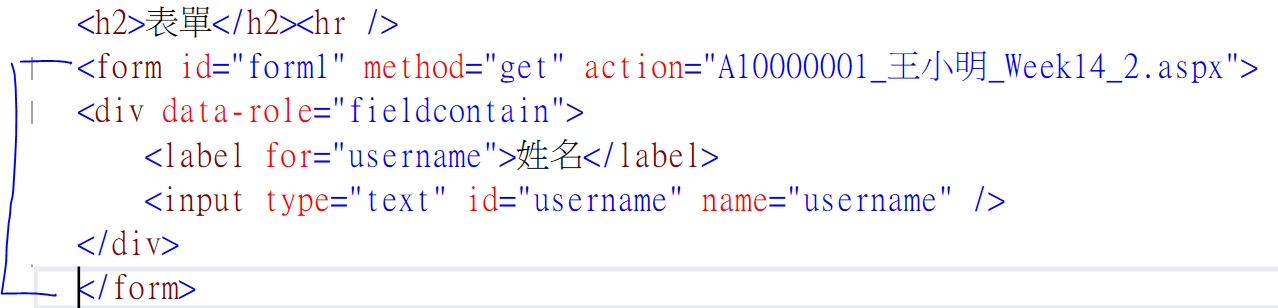 <h2>表單</h2><hr />
<form id="form1" method="get" action="A10000001_王小明_Week14_2.aspx">
<div data-role="fieldcontain">
<label for="username">姓名</label>
<input type="text" id="username" name="username" />
</div>
</form>